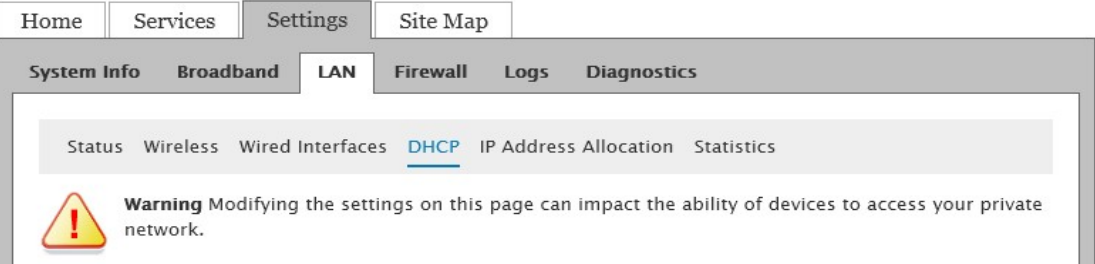 Home Services Settings Site Map
System Info Broadband LAN Firewall Logs Diagnostics
Status Wireless Wired Interfaces DHCP IP Address Allocation Statistics
Warning Modifying the settings on this page can impact the ability of devices to access your private
network.